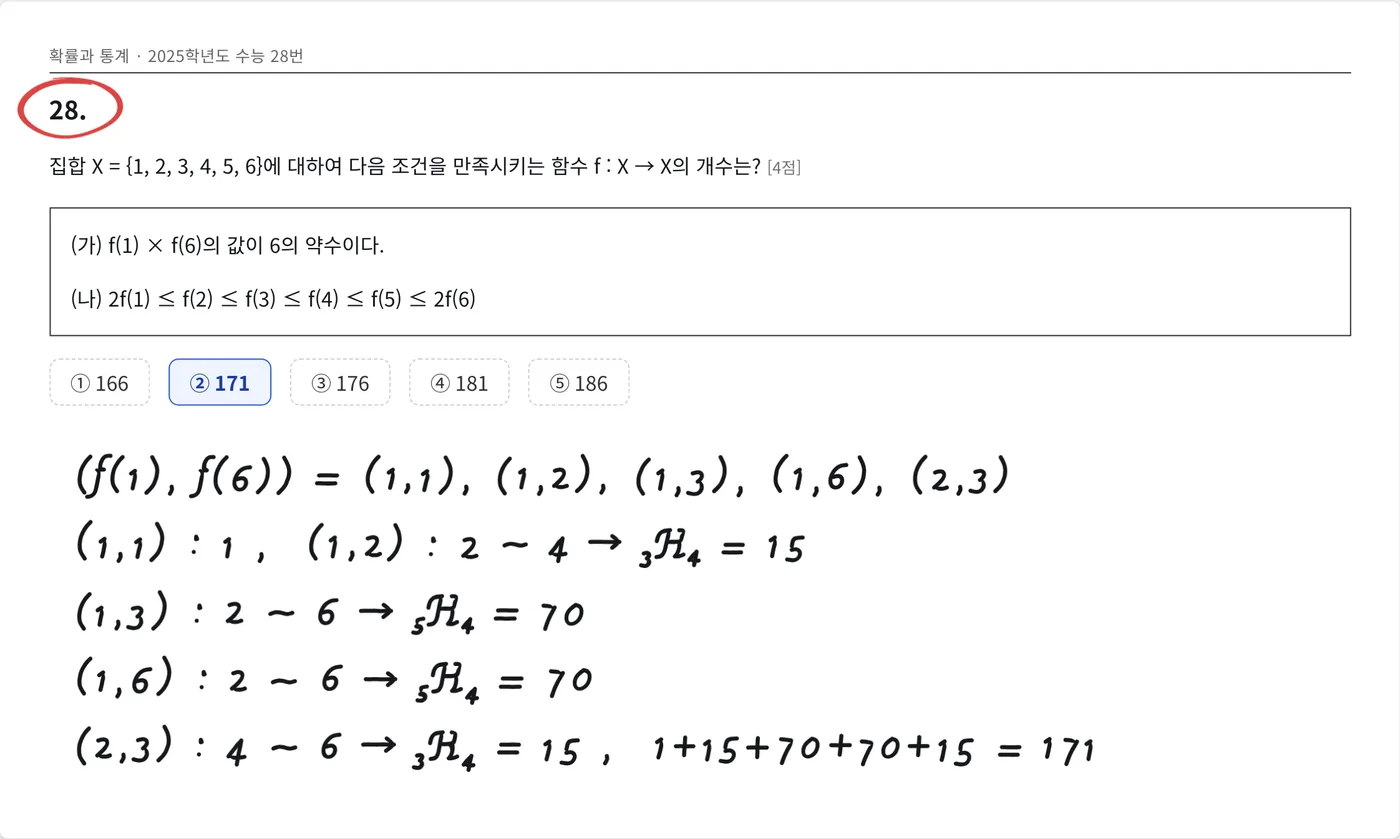 확률과 통계 · 2025학년도 수능 28번
28.
집합 X = {1, 2, 3, 4, 5, 6}에 대하여 다음 조건을 만족시키는 함수 f : X → X의 개수는? [4점]
(가) f(1) × f(6)의 값이 6의 약수이다.
(나) 2f(1) ≤ f(2) ≤ f(3) ≤ f(4) ≤ f(5) ≤ 2f(6)
① 166 ② 171 ③ 176 ④ 181 ⑤ 186
(f(1), f(6)) = (1,1), (1,2), (1,3), (1,6), (2,3)
(1,1) : 1 , (1,2) : 2 ~ 4 → ₃H₄ = 15
(1,3) : 2 ~ 6 → ₅H₄ = 70
(1,6) : 2 ~ 6 → ₅H₄ = 70
(2,3) : 4 ~ 6 → ₃H₄ = 15 , 1+15+70+70+15 = 171